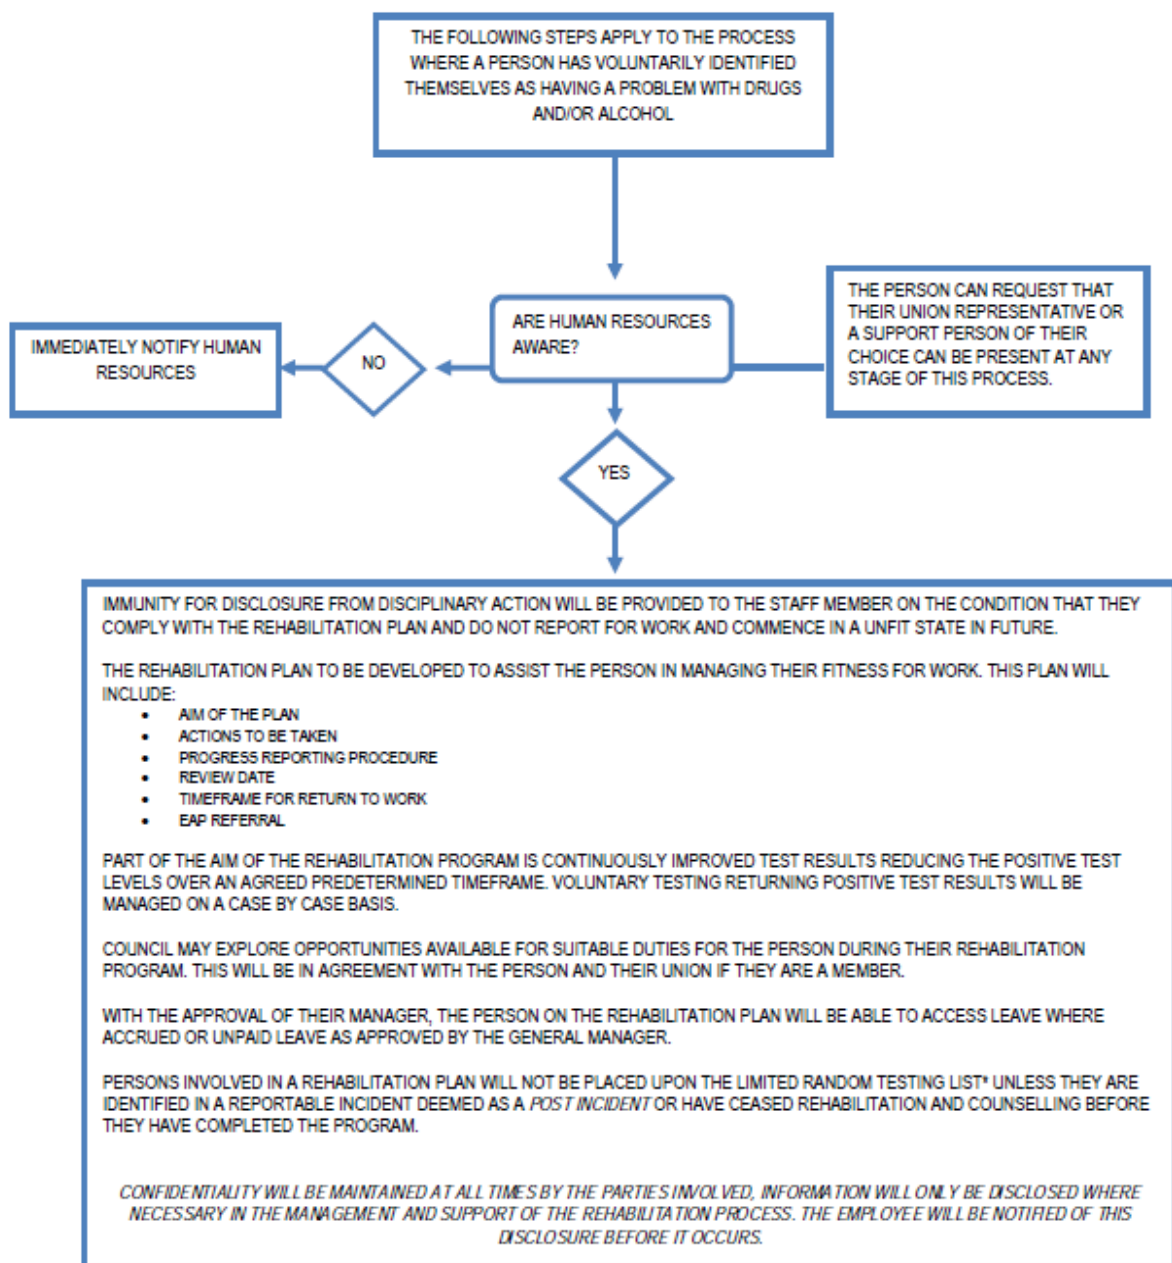 THE FOLLOWING STEPS APPLY TO THE PROCESS
WHERE A PERSON HAS VOLUNTARILY IDENTIFIED
THEMSELVES AS HAVING A PROBLEM WITH DRUGS
AND/OR ALCOHOL
ARE HUMAN RESOURCES
AWARE?
THE PERSON CAN REQUEST THAT
THEIR UNION REPRESENTATIVE OR
A SUPPORT PERSON OF THEIR
CHOICE CAN BE PRESENT AT ANY
STAGE OF THIS PROCESS.
NO
IMMEDIATELY NOTIFY HUMAN
RESOURCES
YES
IMMUNITY FOR DISCLOSURE FROM DISCIPLINARY ACTION WILL BE PROVIDED TO THE STAFF MEMBER ON THE CONDITION THAT THEY
COMPLY WITH THE REHABILITATION PLAN AND DO NOT REPORT FOR WORK AND COMMENCE IN A UNFIT STATE IN FUTURE.
THE REHABILITATION PLAN TO BE DEVELOPED TO ASSIST THE PERSON IN MANAGING THEIR FITNESS FOR WORK. THIS PLAN WILL
INCLUDE:
• AIM OF THE PLAN
• ACTIONS TO BE TAKEN
• PROGRESS REPORTING PROCEDURE
• REVIEW DATE
• TIMEFRAME FOR RETURN TO WORK
• EAP REFERRAL
PART OF THE AIM OF THE REHABILITATION PROGRAM IS CONTINUOUSLY IMPROVED TEST RESULTS REDUCING THE POSITIVE TEST
LEVELS OVER AN AGREED PREDETERMINED TIMEFRAME. VOLUNTARY TESTING RETURNING POSITIVE TEST RESULTS WILL BE
MANAGED ON A CASE BY CASE BASIS.
COUNCIL MAY EXPLORE OPPORTUNITIES AVAILABLE FOR SUITABLE DUTIES FOR THE PERSON DURING THEIR REHABILITATION
PROGRAM. THIS WILL BE IN AGREEMENT WITH THE PERSON AND THEIR UNION IF THEY ARE A MEMBER.
WITH THE APPROVAL OF THEIR MANAGER, THE PERSON ON THE REHABILITATION PLAN WILL BE ABLE TO ACCESS LEAVE WHERE
ACCRUED OR UNPAID LEAVE AS APPROVED BY THE GENERAL MANAGER.
PERSONS INVOLVED IN A REHABILITATION PLAN WILL NOT BE PLACED UPON THE LIMITED RANDOM TESTING LIST* UNLESS THEY ARE
IDENTIFIED IN A REPORTABLE INCIDENT DEEMED AS A POST INCIDENT OR HAVE CEASED REHABILITATION AND COUNSELLING BEFORE
THEY HAVE COMPLETED THE PROGRAM.
CONFIDENTIALITY WILL BE MAINTAINED AT ALL TIMES BY THE PARTIES INVOLVED, INFORMATION WILL ONLY BE DISCLOSED WHERE
NECESSARY IN THE MANAGEMENT AND SUPPORT OF THE REHABILITATION PROCESS. THE EMPLOYEE WILL BE NOTIFIED OF THIS
DISCLOSURE BEFORE IT OCCURS.